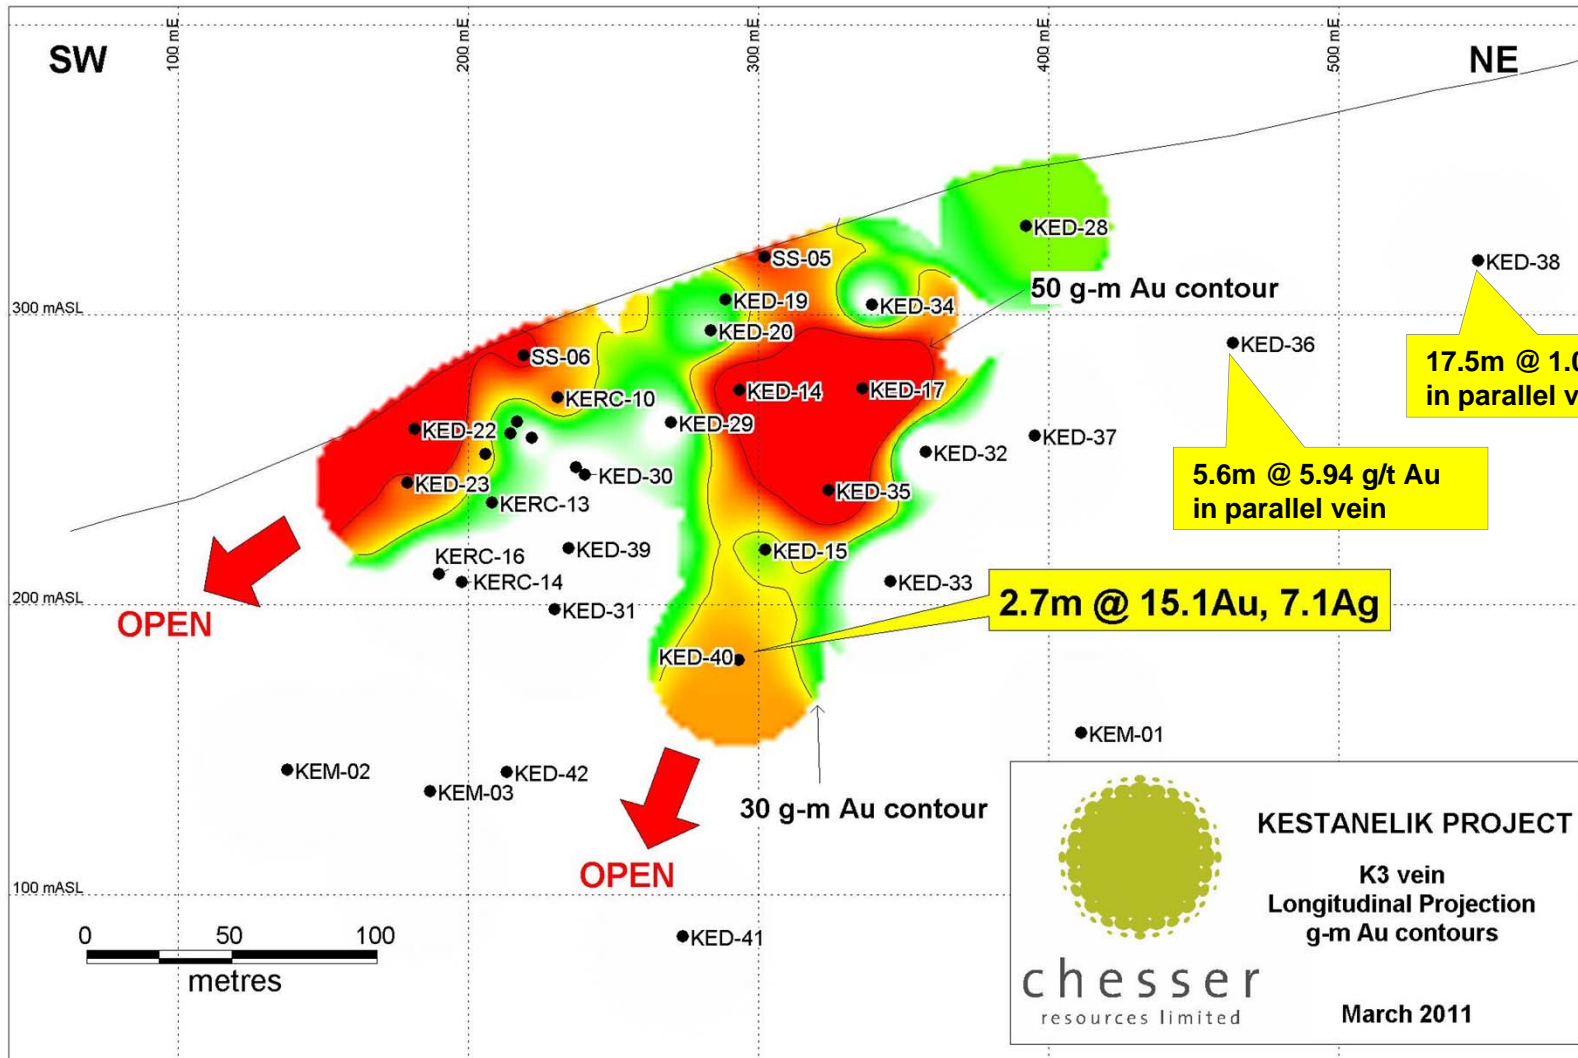 SW
100 mE
200 mE
300 mE
400 mE
500 mE
NE
KED-28
SS-05
KED-38
50 g-m Au contour
KED-19
KED-34
300 mASL
KED-20
KED-36
SS-06
17.5m @ 1.0
in parallel v
KED-14
KED-17
KERC-10
KED-29
KED-22
KED-37
KED-32
KED-30
5.6m @ 5.94 g/t Au
in parallel vein
KED-23
KED-35
KERC-13
KED-39
KED-15
KERC-16
KERC-14
KED-33
200 mASL
2.7m @ 15.1Au, 7.1Ag
KED-31
OPEN
KED-40
KEM-01
KEM-02
KED-42
KEM-03
30 g-m Au contour
OPEN
100 mASL
KED-41
0 50 100
metres
KESTANELIK PROJECT
K3 vein
Longitudinal Projection
g-m Au contours
chesser
resources limited
March 2011